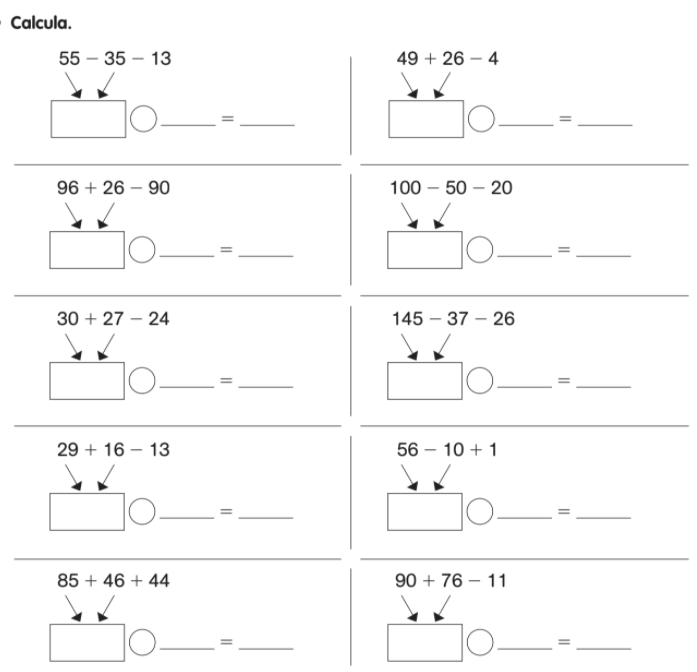 Calcula.
55 − 35 − 13
=
49 + 26 − 4
=
96 + 26 − 90
=
100 − 50 − 20
=
30 + 27 − 24
=
145 − 37 − 26
=
29 + 16 − 13
=
56 − 10 + 1
=
85 + 46 + 44
=
90 + 76 − 11
=